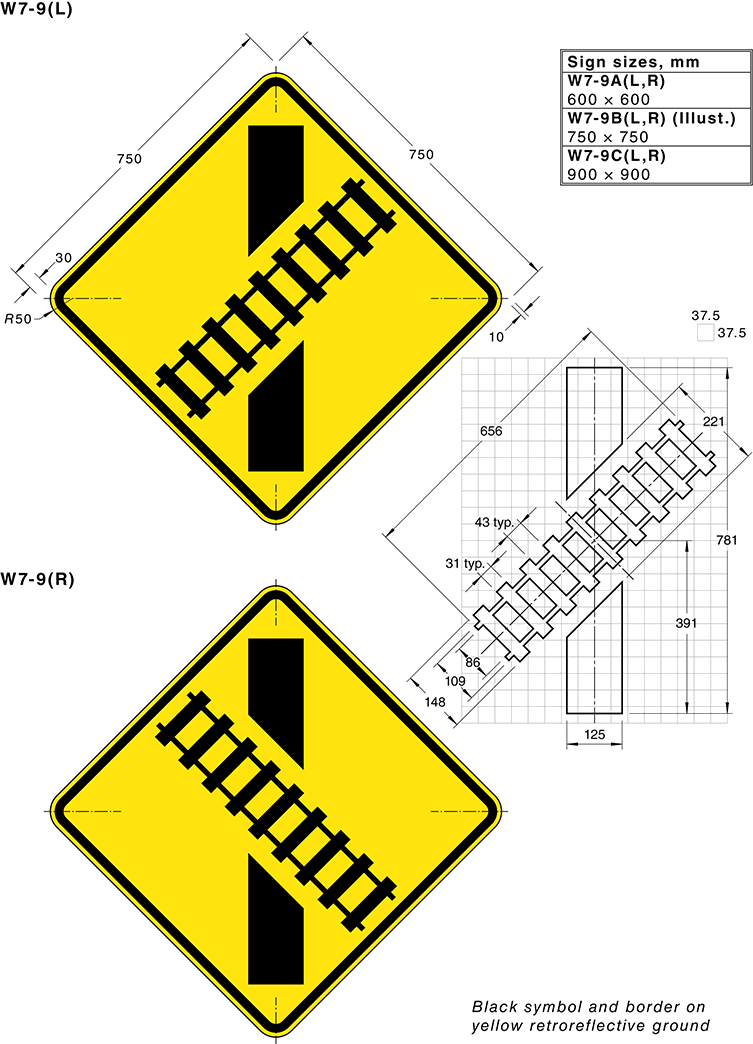 W7-9(L)
Sign sizes, mm
W7-9A(L,R)
600 × 600
W7-9B(L,R) (Illust.)
750 × 750
W7-9C(L,R)
900 × 900
750
750
30
R50
10
37.5
37.5
656
221
43 typ.
31 typ.
781
391
86
109
148
125
W7-9(R)
Black symbol and border on
yellow retroreflective ground